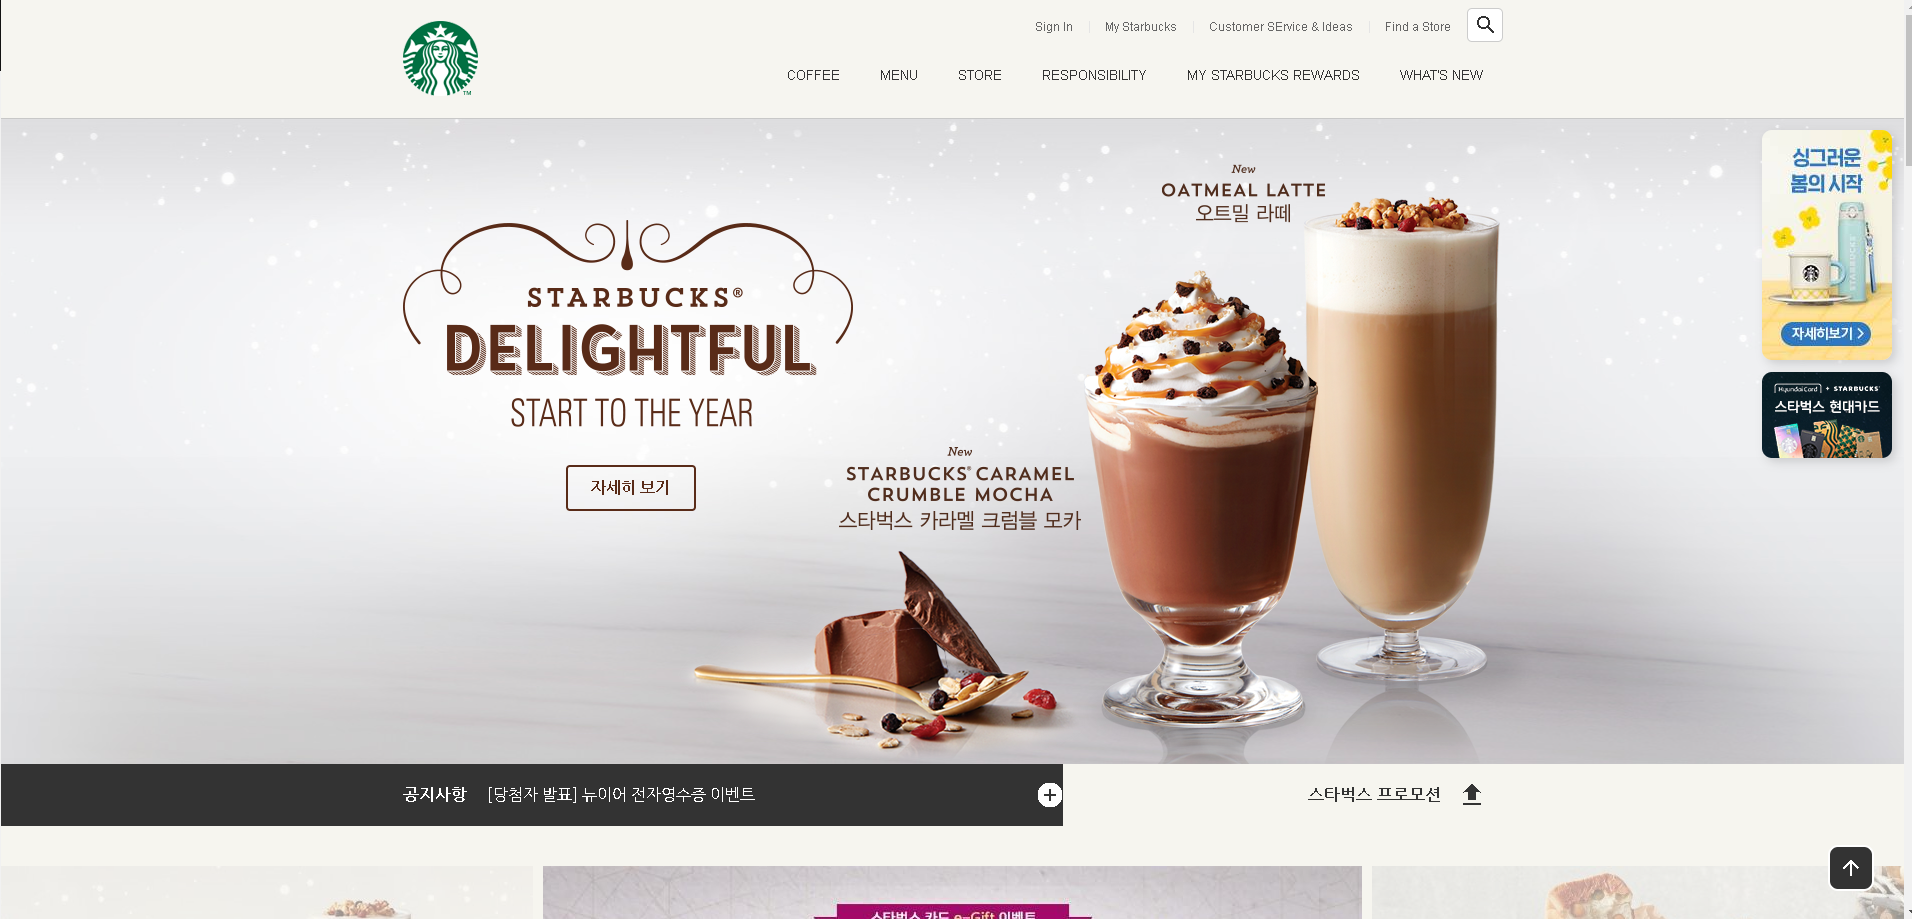 Sign In
My Starbucks
Customer SErvice & Ideas
Find a Store
COFFEE
MENU
STORE
RESPONSIBILITY
MY STARBUCKS REWARDS
WHAT'S NEW
TM
STARBUCKS®
DELIGHTFUL
START TO THE YEAR
자세히 보기
New
OATMEAL LATTE
오트밀 라떼
New
STARBUCKS® CARAMEL
CRUMBLE MOCHA
스타벅스 카라멜 크럼블 모카
싱그러운
봄의 시작
STARBUCKS
자세히보기
HyundaiCard + STARBUCKS
스타벅스 현대카드
공지사항
[당첨자 발표] 뉴이어 전자영수증 이벤트
스타벅스 프로모션
스타벅스 카드 e-Gift 이벤트